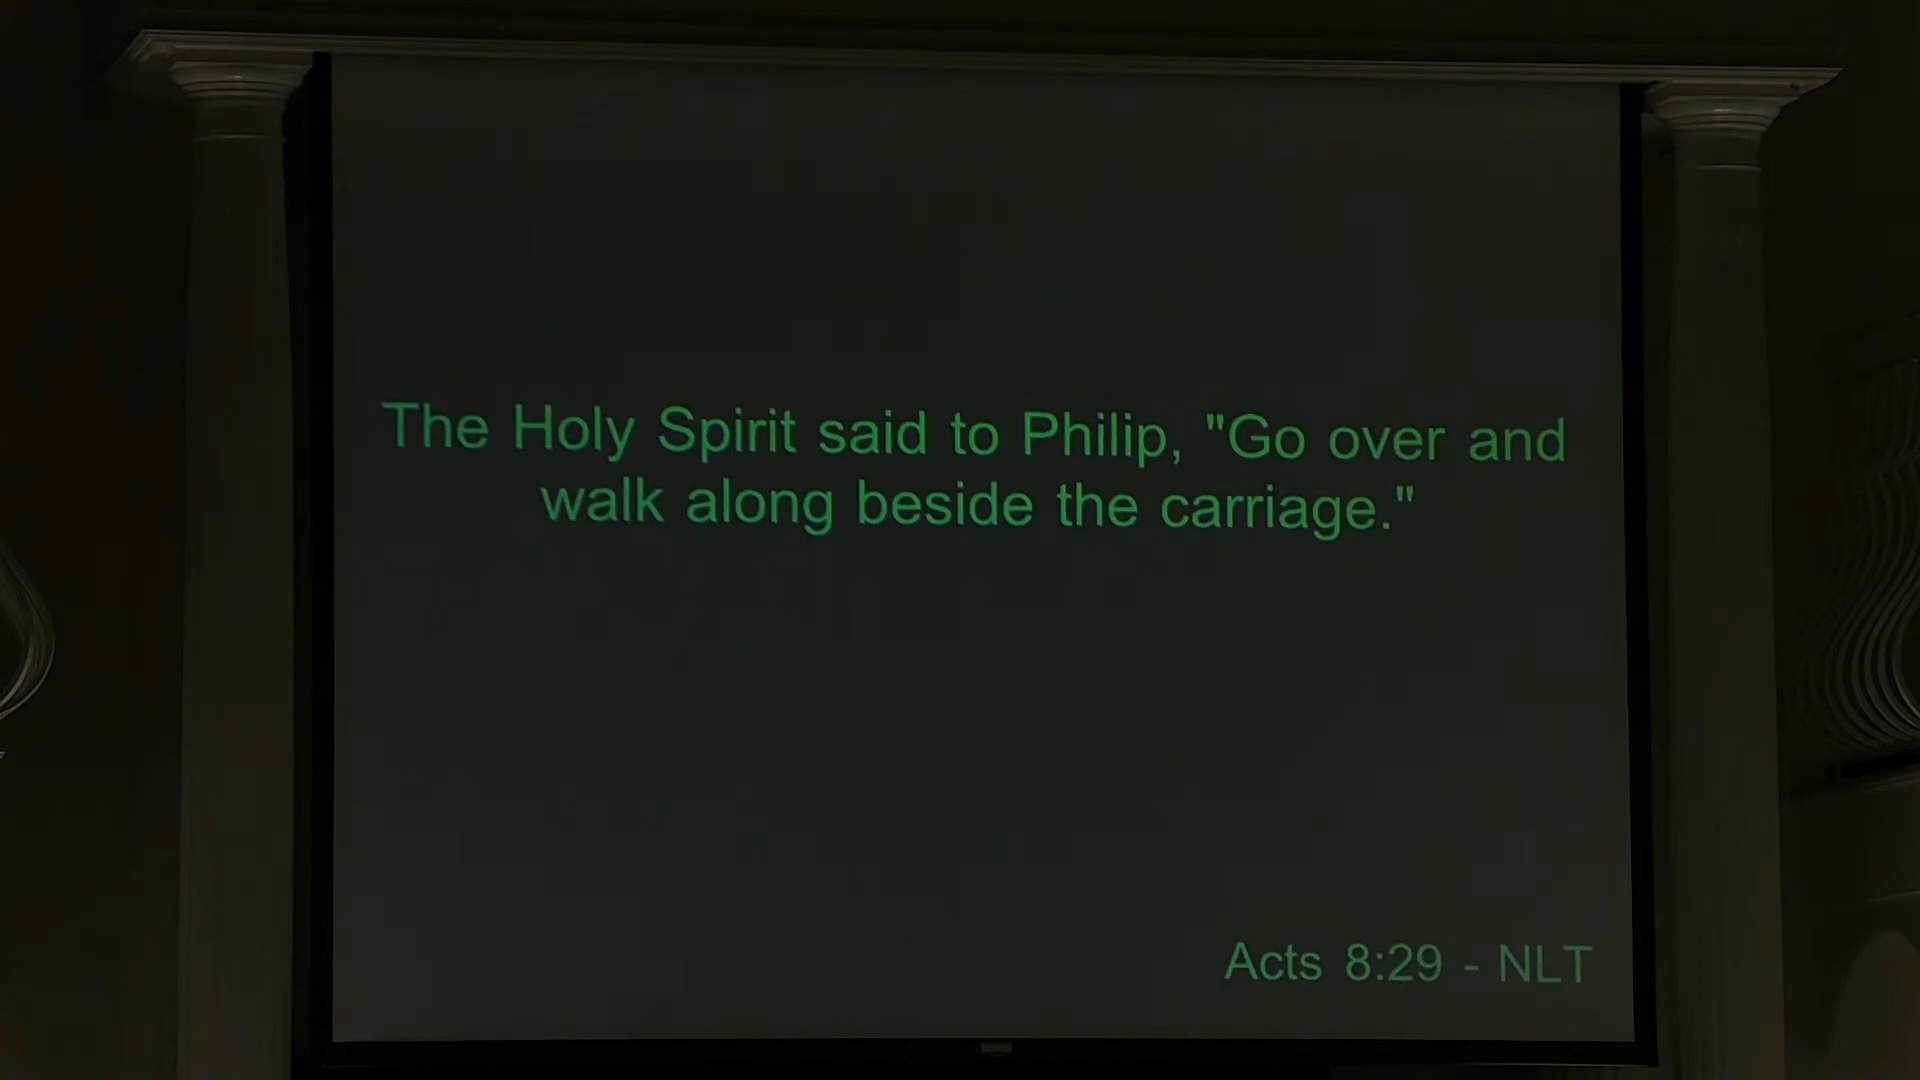 The Holy Spirit said to Philip, "Go over and
walk along beside the carriage."
Acts 8:29 - NLT